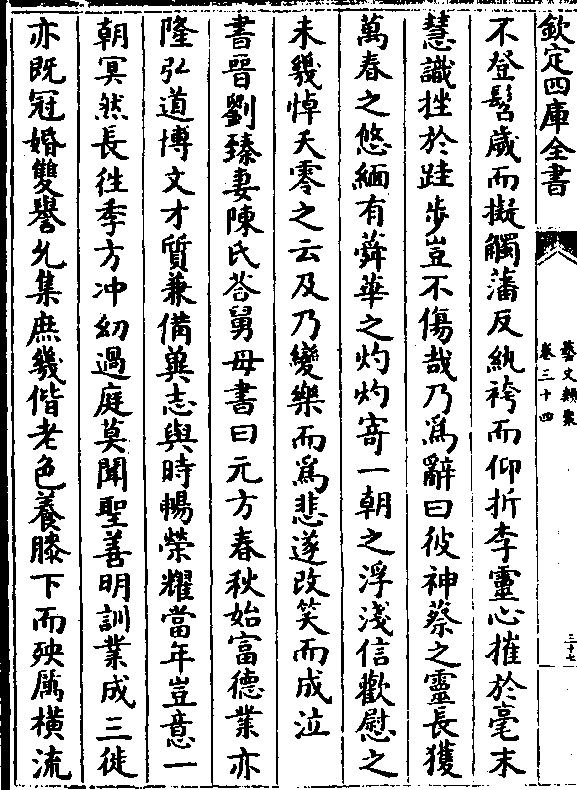 欽定四庫全書
藝文類聚
卷三十四
三十七
不登髫歲而擬觸藩反紈袴而仰折李靈心摧於毫末
慧識挫於跬步豈不傷哉乃為辭曰彼神蔡之靈長獲
萬春之悠緬有蕣華之灼灼寄一朝之浮淺信歡慰之
未幾悼天零之云及乃變樂而為悲遂改笑而成泣
書晉劉臻妻陳氏荅舅母書曰元方春秋始富德業亦
隆弘道博文才質兼備冀志與時暢榮耀當年豈意一
朝冥然長徃季方冲幼過庭莫聞聖善明訓業成三徙
亦既冠婚雙譽允集庶幾偕老色養膝下而殃厲橫流